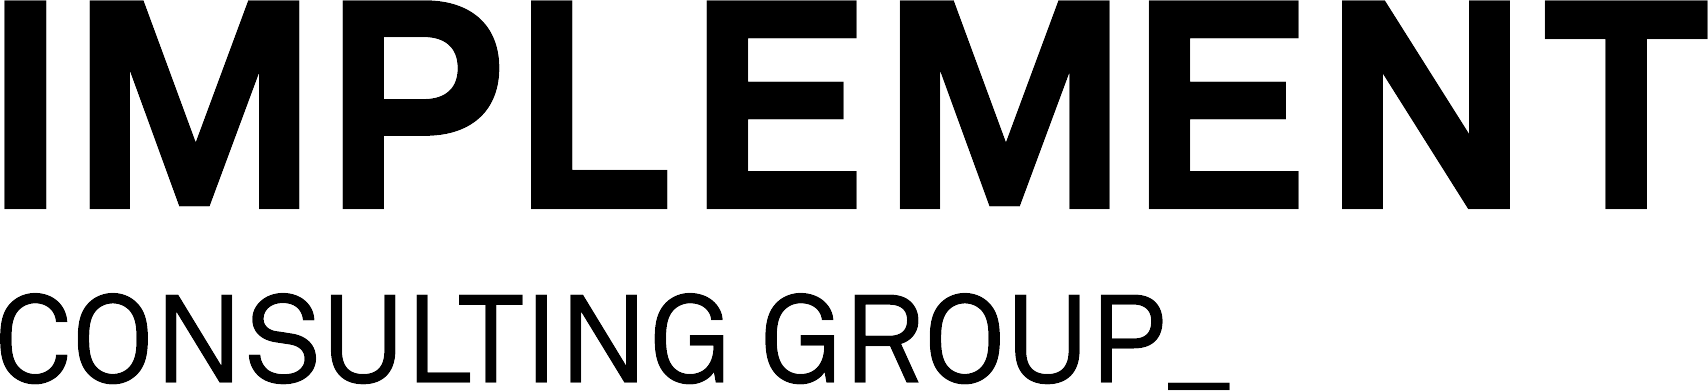 IMPLEMENT
CONSULTING GROUP_